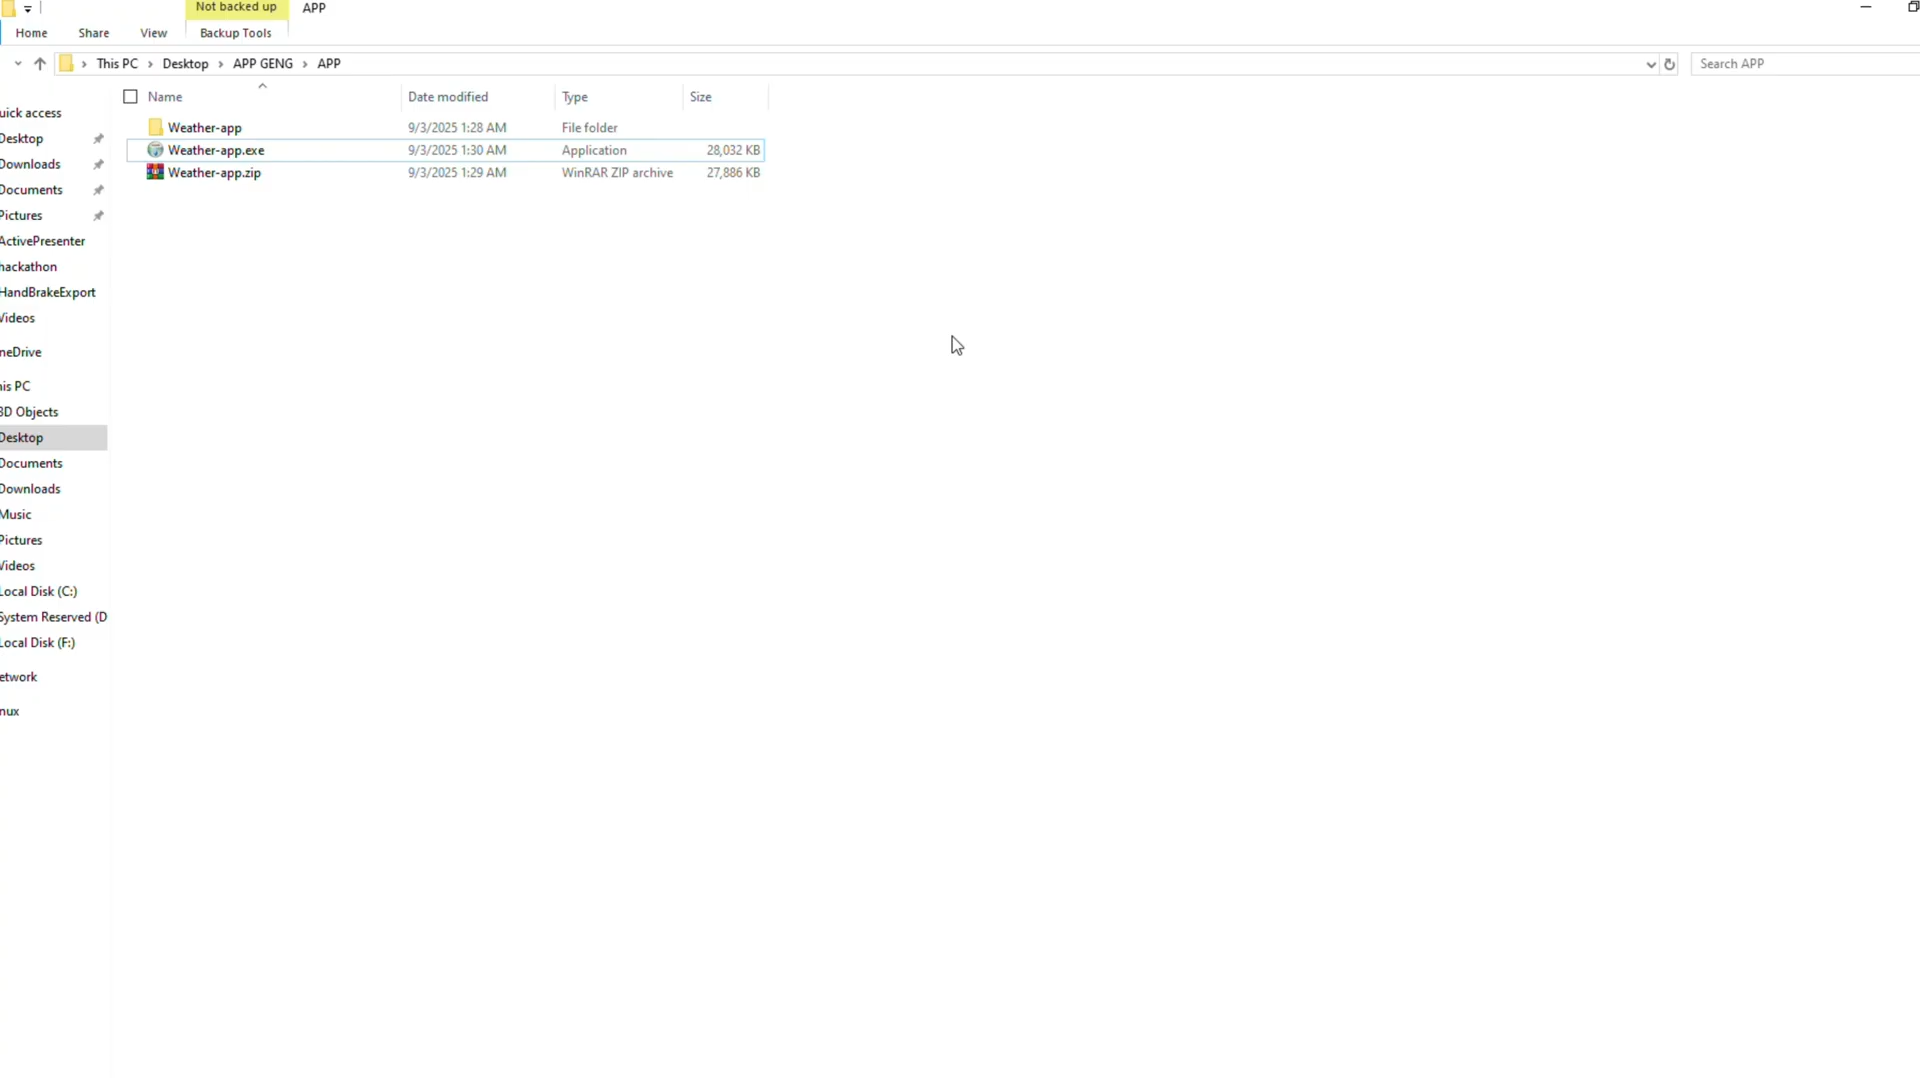 Not backed up APP
Home Share View Backup Tools
This PC Desktop APP GENG APP Search APP
Name Date modified Type Size
Weather-app 9/3/2025 1:28 AM File folder
Weather-app.exe 9/3/2025 1:30 AM Application 28,032 KB
Weather-app.zip 9/3/2025 1:29 AM WinRAR ZIP archive 27,886 KB
uick access
Desktop
Downloads
Documents
Pictures
ActivePresenter
hackathon
HandBrakeExport
Videos
neDrive
is PC
3D Objects
Desktop
Documents
Downloads
Music
Pictures
Videos
Local Disk (C:)
System Reserved (D
Local Disk (F:)
etwork
nux